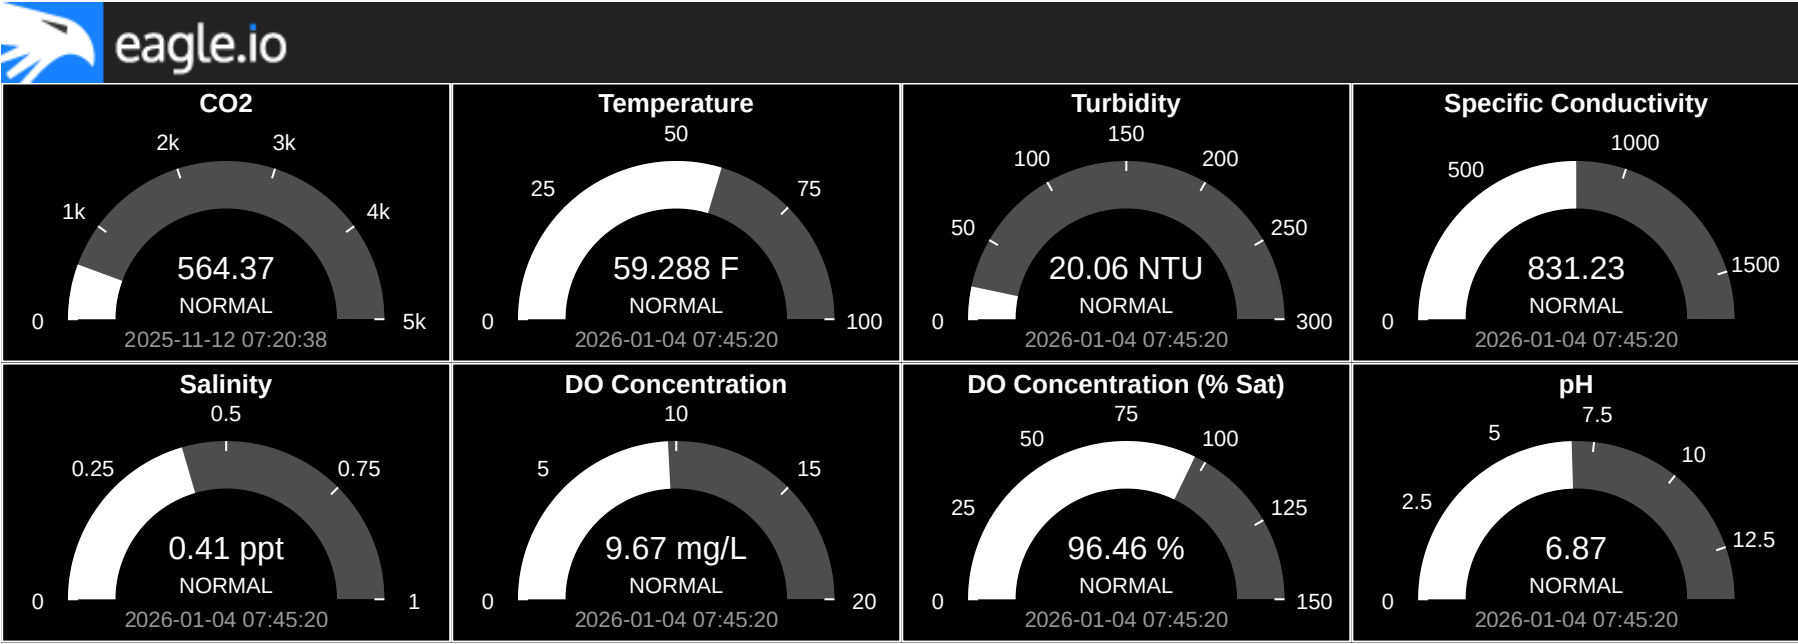 eagle.io
CO2
2k
3k
1k
4k
564.37
NORMAL
0
5k
2025-11-12 07:20:38
Temperature
50
25
75
59.288 F
NORMAL
0
100
2026-01-04 07:45:20
Turbidity
150
100
200
50
250
20.06 NTU
NORMAL
0
300
2026-01-04 07:45:20
Specific Conductivity
1000
500
1500
831.23
NORMAL
0
2026-01-04 07:45:20
Salinity
0.5
0.25
0.75
0.41 ppt
NORMAL
0
1
2026-01-04 07:45:20
DO Concentration
10
5
15
9.67 mg/L
NORMAL
0
20
2026-01-04 07:45:20
DO Concentration (% Sat)
75
50
100
25
125
96.46 %
NORMAL
0
150
2026-01-04 07:45:20
pH
7.5
5
10
2.5
12.5
6.87
NORMAL
0
2026-01-04 07:45:20